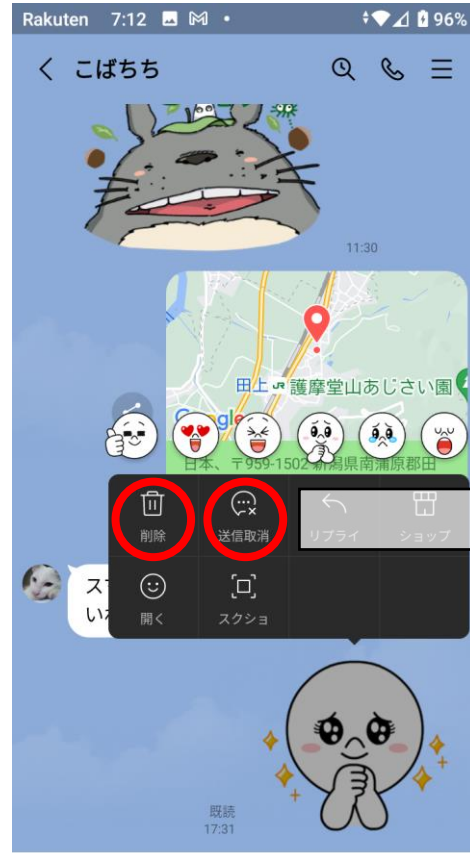 Rakuten 7:12 96%
こばちち
11:30
田上 JR 護摩堂山あじさい園
日本、〒959-1502 新潟県南蒲原郡田
削除 送信取消 リプライ ショップ
開く スクショ
既読
17:31